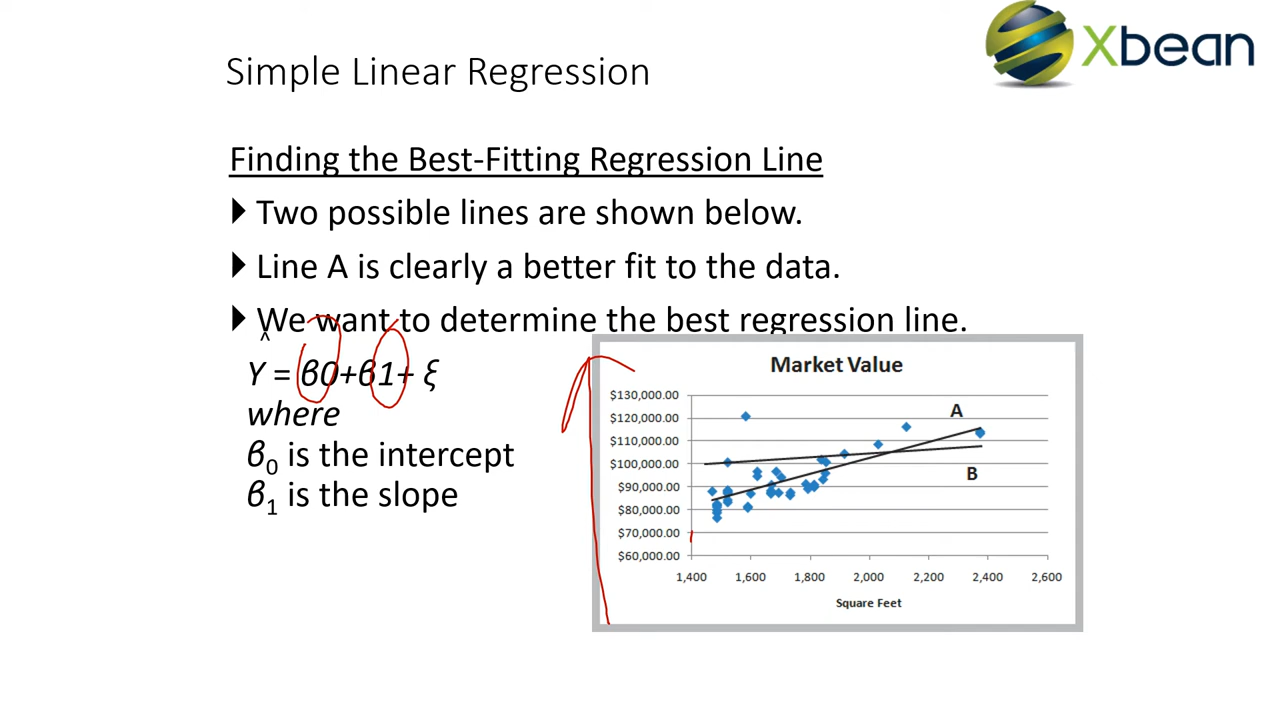 Xbean
Simple Linear Regression
Finding the Best-Fitting Regression Line
Two possible lines are shown below.
Line A is clearly a better fit to the data.
We want to determine the best regression line.
^
Y = β0+β1+ ξ
where
β0 is the intercept
β1 is the slope
Market Value
$130,000.00
$120,000.00
$110,000.00
$100,000.00
$90,000.00
$80,000.00
$70,000.00
$60,000.00
A
B
1,400 1,600 1,800 2,000 2,200 2,400 2,600
Square Feet